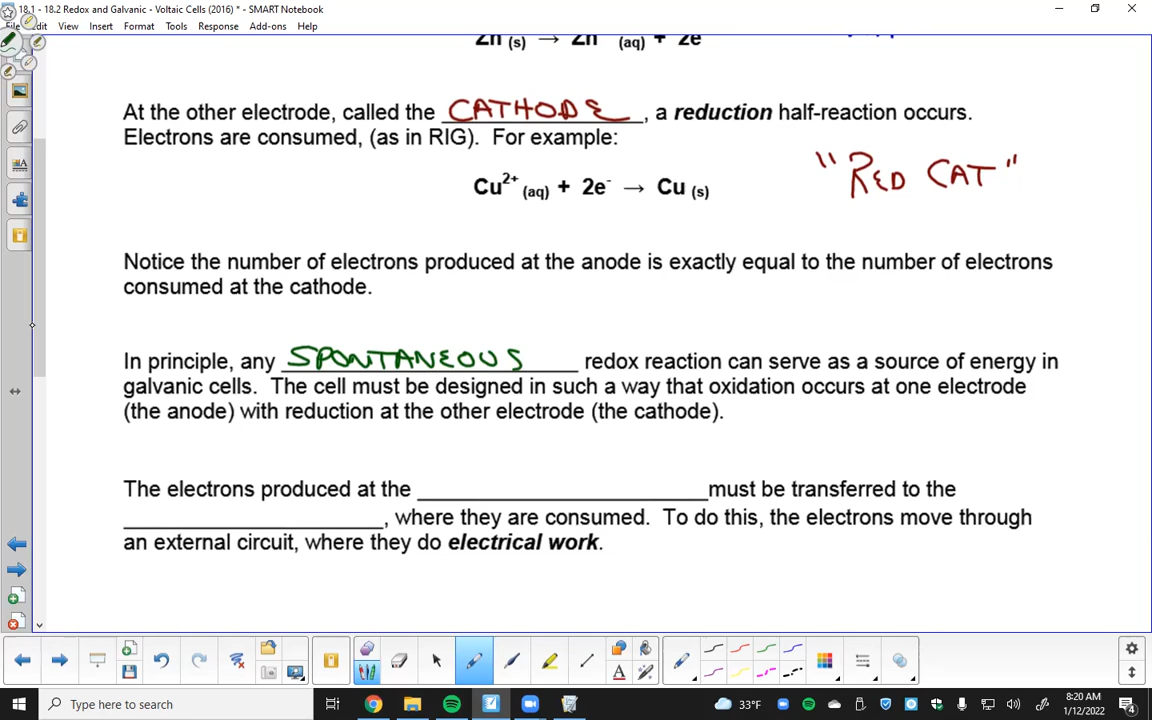 18.1 - 18.2 Redox and Galvanic - Voltaic Cells (2016) * - SMART Notebook
File Edit View Insert Format Tools Response Add-ons Help
Zn (s) → Zn (aq) + 2e
At the other electrode, called the CATHODE, a reduction half-reaction occurs.
Electrons are consumed, (as in RIG). For example:
"RED CAT"
Cu²⁺ (aq) + 2e⁻ → Cu (s)
Notice the number of electrons produced at the anode is exactly equal to the number of electrons
consumed at the cathode.
In principle, any SPONTANEOUS redox reaction can serve as a source of energy in
galvanic cells. The cell must be designed in such a way that oxidation occurs at one electrode
(the anode) with reduction at the other electrode (the cathode).
The electrons produced at the ______________________ must be transferred to the
____________________, where they are consumed. To do this, the electrons move through
an external circuit, where they do electrical work.
Type here to search
33°F
8:20 AM
1/12/2022
4